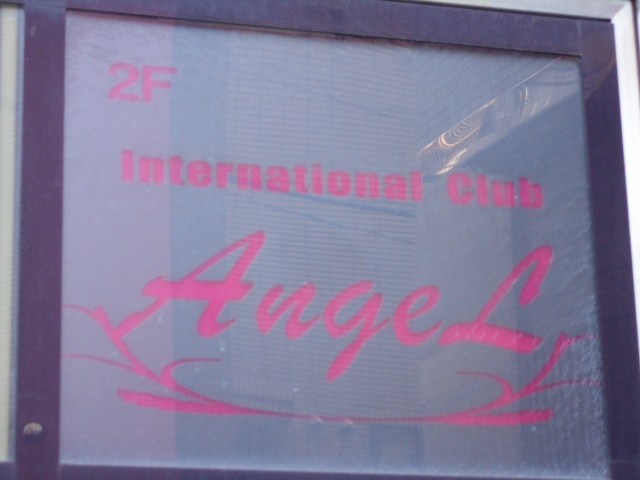 2F
International Club
AngeL